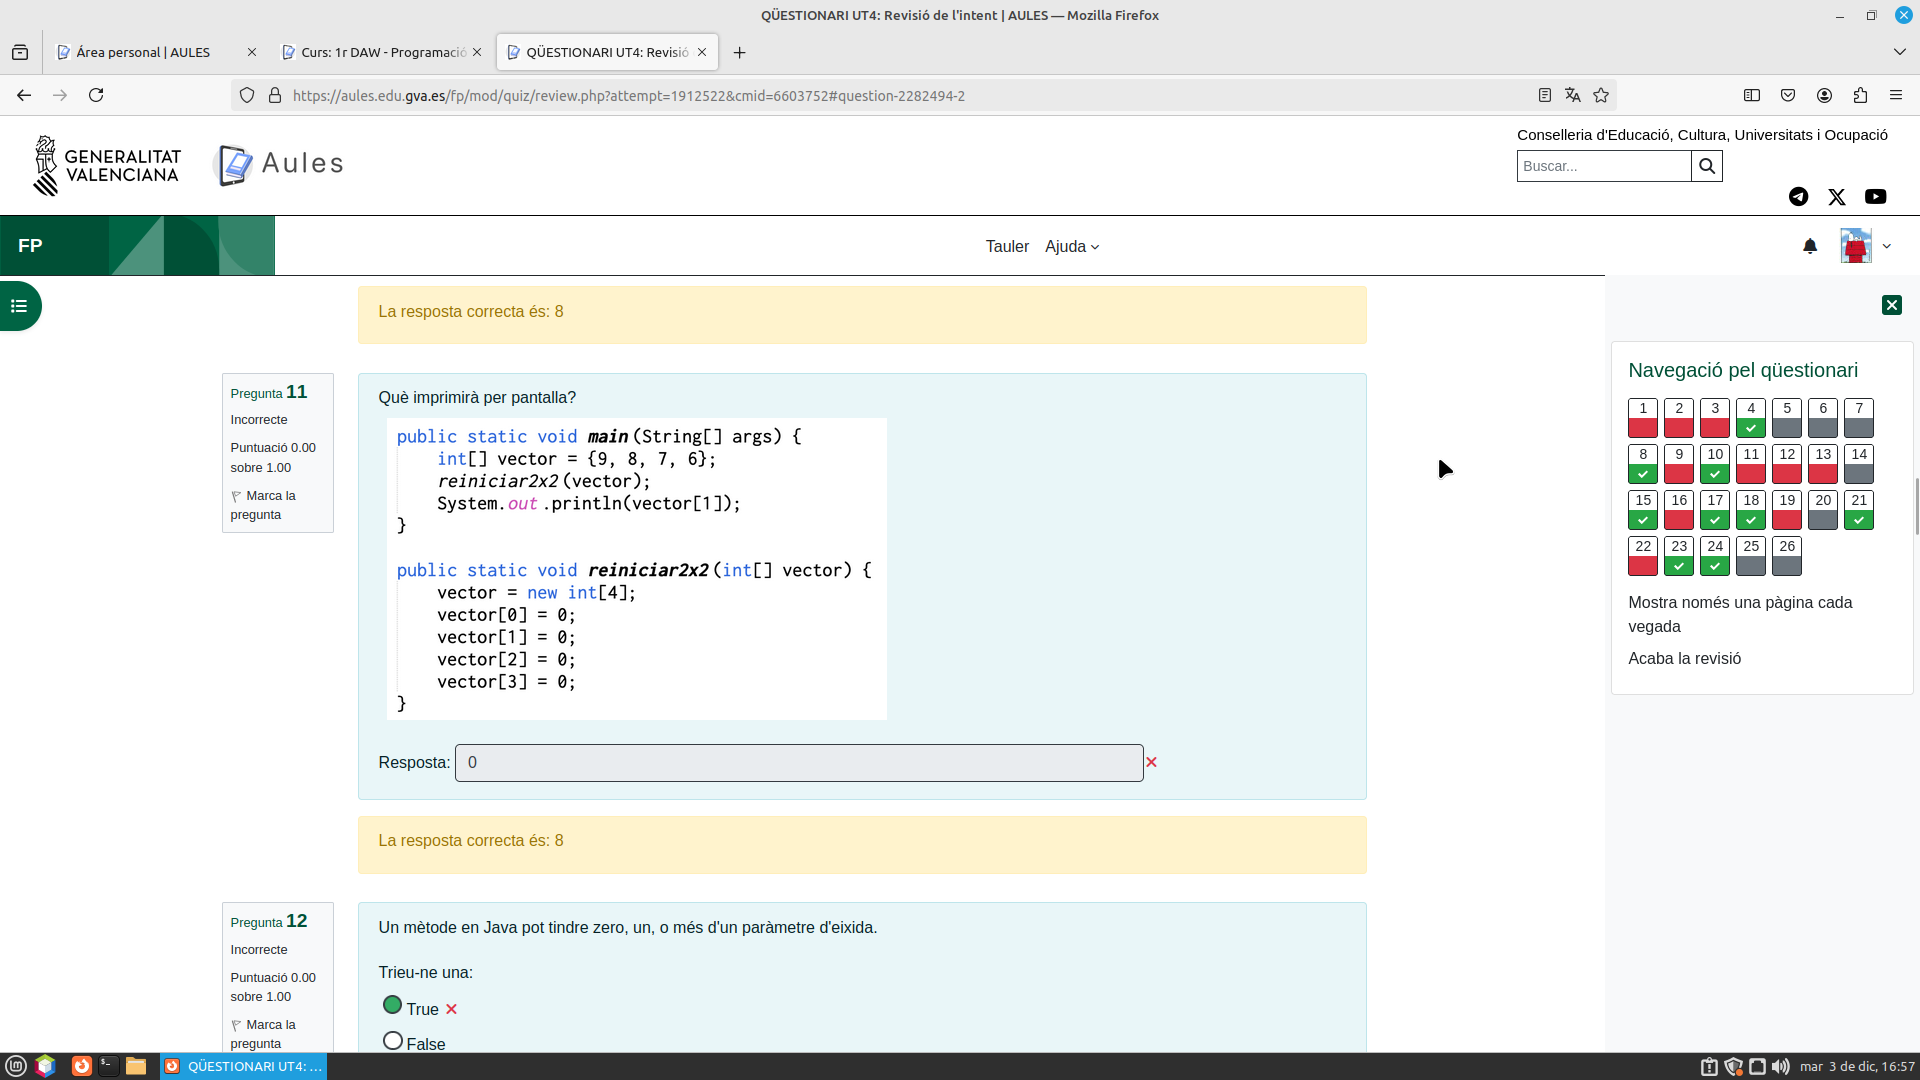 QÜESTIONARI UT4: Revisió de l'intent | AULES — Mozilla Firefox
Área personal | AULES
Curs: 1r DAW - Programació
QÜESTIONARI UT4: Revisió
https://aules.edu.gva.es/fp/mod/quiz/review.php?attempt=1912522&cmid=6603752#question-2282494-2
GENERALITAT
VALENCIANA
Aules
Conselleria d'Educació, Cultura, Universitats i Ocupació
Buscar...
FP
Tauler
Ajuda
La resposta correcta és: 8
Pregunta 11
Incorrecte
Puntuació 0.00
sobre 1.00
Marca la
pregunta
Què imprimirà per pantalla?
public static void main(String[] args) {
int[] vector = {9, 8, 7, 6};
reiniciar2x2(vector);
System.out.println(vector[1]);
}
public static void reiniciar2x2(int[] vector) {
vector = new int[4];
vector[0] = 0;
vector[1] = 0;
vector[2] = 0;
vector[3] = 0;
}
Resposta: 0
La resposta correcta és: 8
Pregunta 12
Incorrecte
Puntuació 0.00
sobre 1.00
Marca la
pregunta
Un mètode en Java pot tindre zero, un, o més d'un paràmetre d'eixida.
Trieu-ne una:
True
False
Navegació pel qüestionari
1 2 3 4 5 6 7
8 9 10 11 12 13 14
15 16 17 18 19 20 21
22 23 24 25 26
Mostra només una pàgina cada
vegada
Acaba la revisió
QÜESTIONARI UT4: ...
mar 3 de dic, 16:57